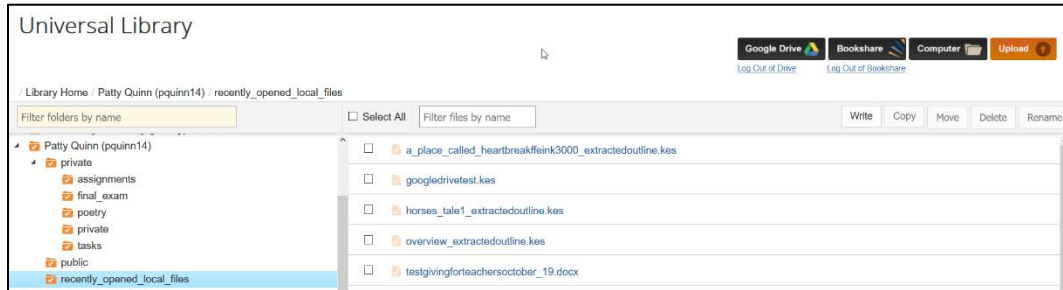 Universal Library
Google Drive Bookshare Computer Upload
Log Out of Drive Log Out of Bookshare
/ Library Home / Patty Quinn (pquinn14) / recently_opened_local_files
Filter folders by name Select All Filter files by name Write Copy Move Delete Rename
Patty Quinn (pquinn14)
private
assignments
final_exam
poetry
private
tasks
public
recently_opened_local_files
a_place_called_heartbreakffeink3000_extractedoutline.kes
googledrivetest.kes
horses_tale1_extractedoutline.kes
overview_extractedoutline.kes
testgivingforteachersoctober_19.docx